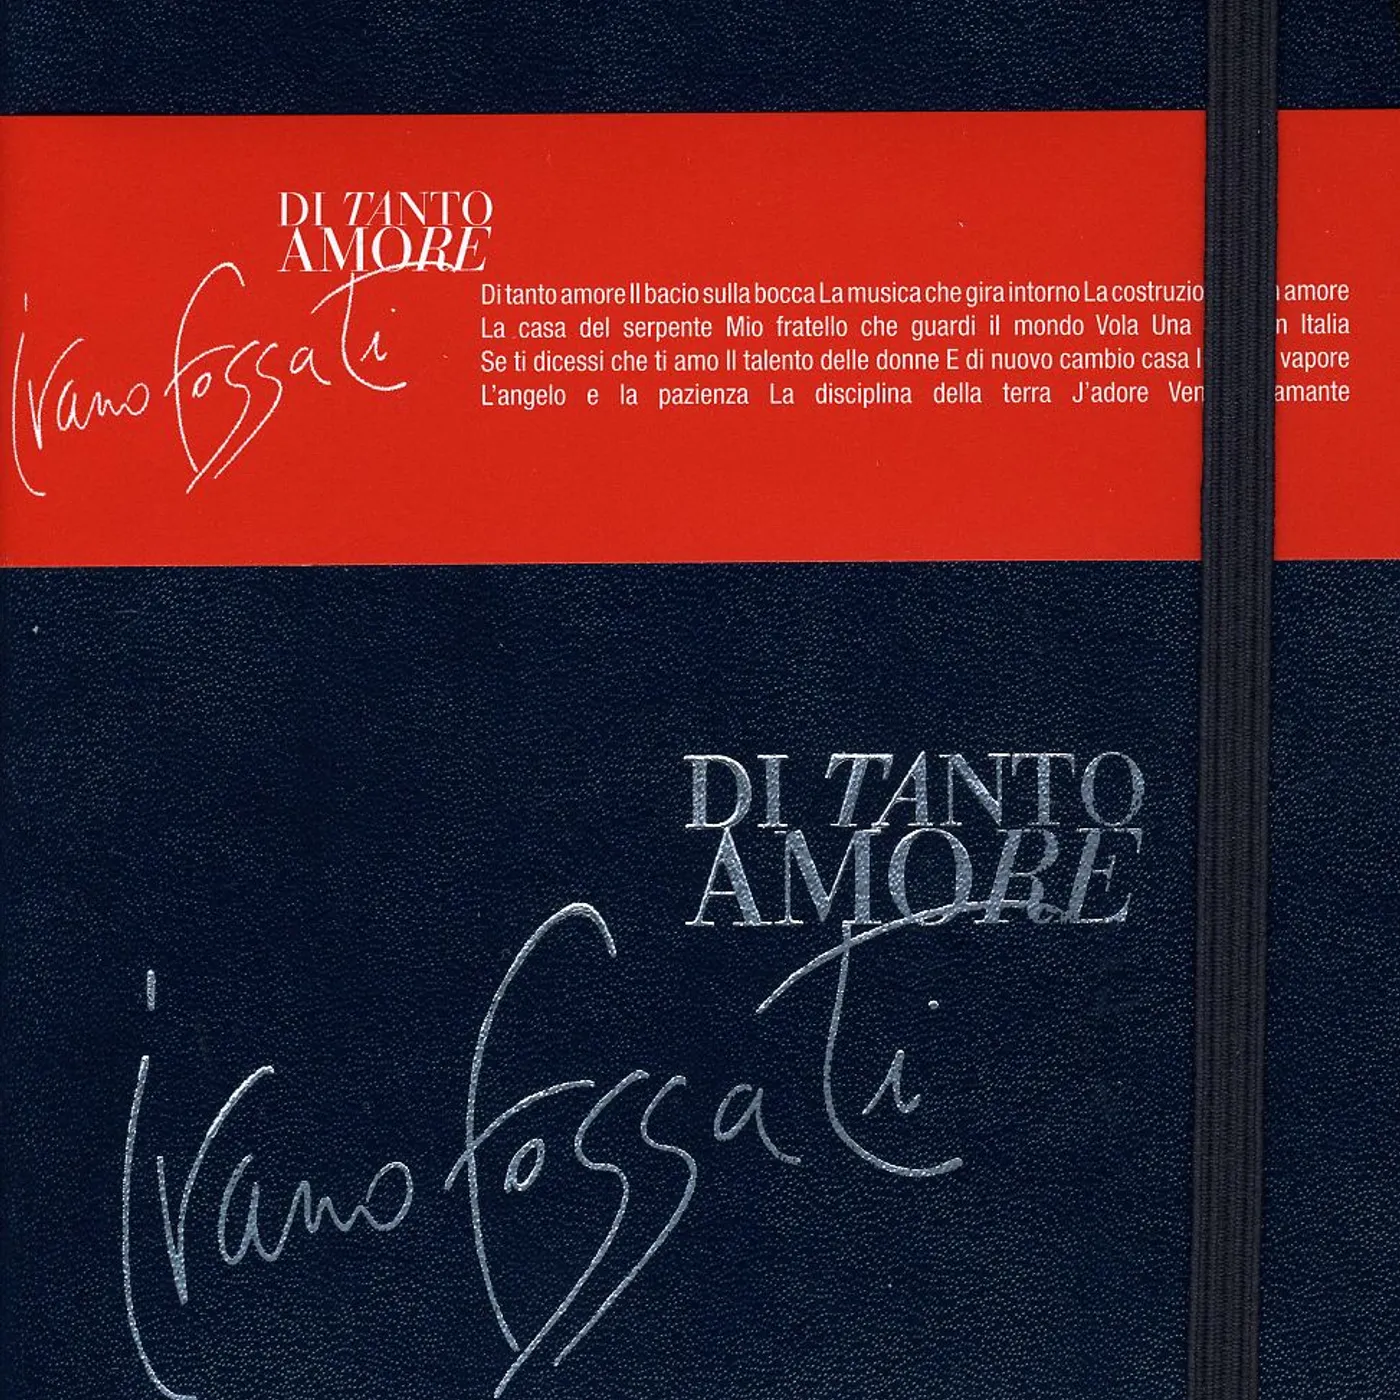 DI TANTO
AMORE
Ivano Fossati
Di tanto amore Il bacio sulla bocca La musica che gira intorno La costruzio n amore
La casa del serpente Mio fratello che guardi il mondo Vola Una n Italia
Se ti dicessi che ti amo Il talento delle donne E di nuovo cambio casa I vapore
L'angelo e la pazienza La disciplina della terra J'adore Ven amante
DI TANTO
AMORE
Ivano Fossati